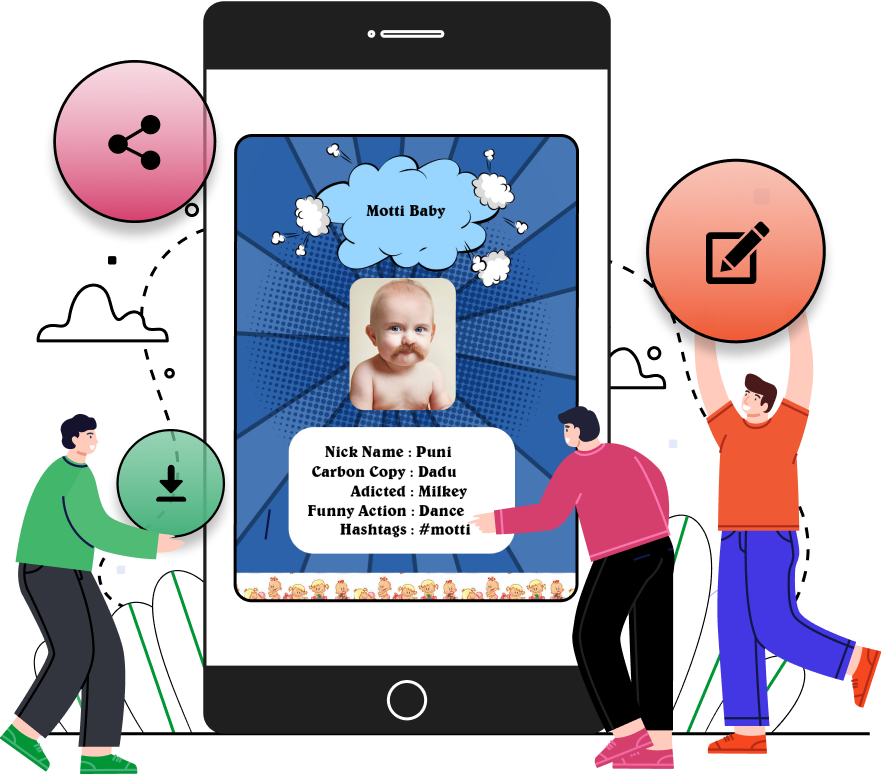 Motti Baby
Nick Name : Puni
Carbon Copy : Dadu
Adicted : Milkey
Funny Action : Dance
Hashtags : #motti